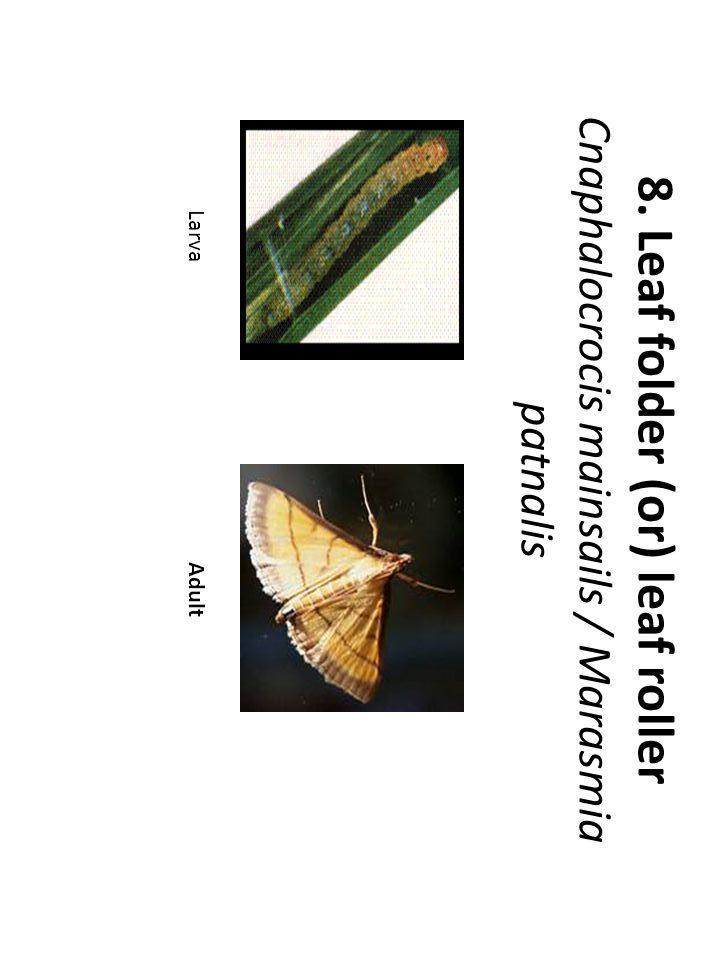 8. Leaf folder (or) leaf roller
Cnaphalocrocis mainsails / Marasmia
patnalis
Larva
Adult